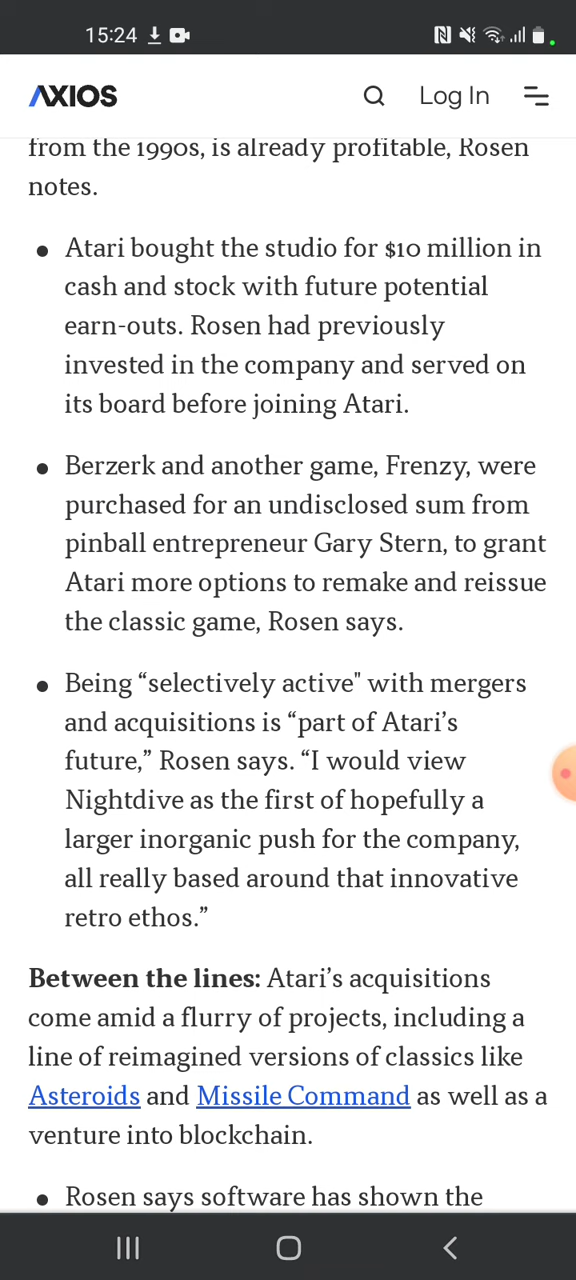 15:24
AXIOS
Log In
from the 1990s, is already profitable, Rosen
notes.
• Atari bought the studio for $10 million in
cash and stock with future potential
earn-outs. Rosen had previously
invested in the company and served on
its board before joining Atari.
• Berzerk and another game, Frenzy, were
purchased for an undisclosed sum from
pinball entrepreneur Gary Stern, to grant
Atari more options to remake and reissue
the classic game, Rosen says.
• Being “selectively active" with mergers
and acquisitions is “part of Atari’s
future,” Rosen says. “I would view
Nightdive as the first of hopefully a
larger inorganic push for the company,
all really based around that innovative
retro ethos.”
Between the lines: Atari’s acquisitions
come amid a flurry of projects, including a
line of reimagined versions of classics like
Asteroids and Missile Command as well as a
venture into blockchain.
• Rosen says software has shown the